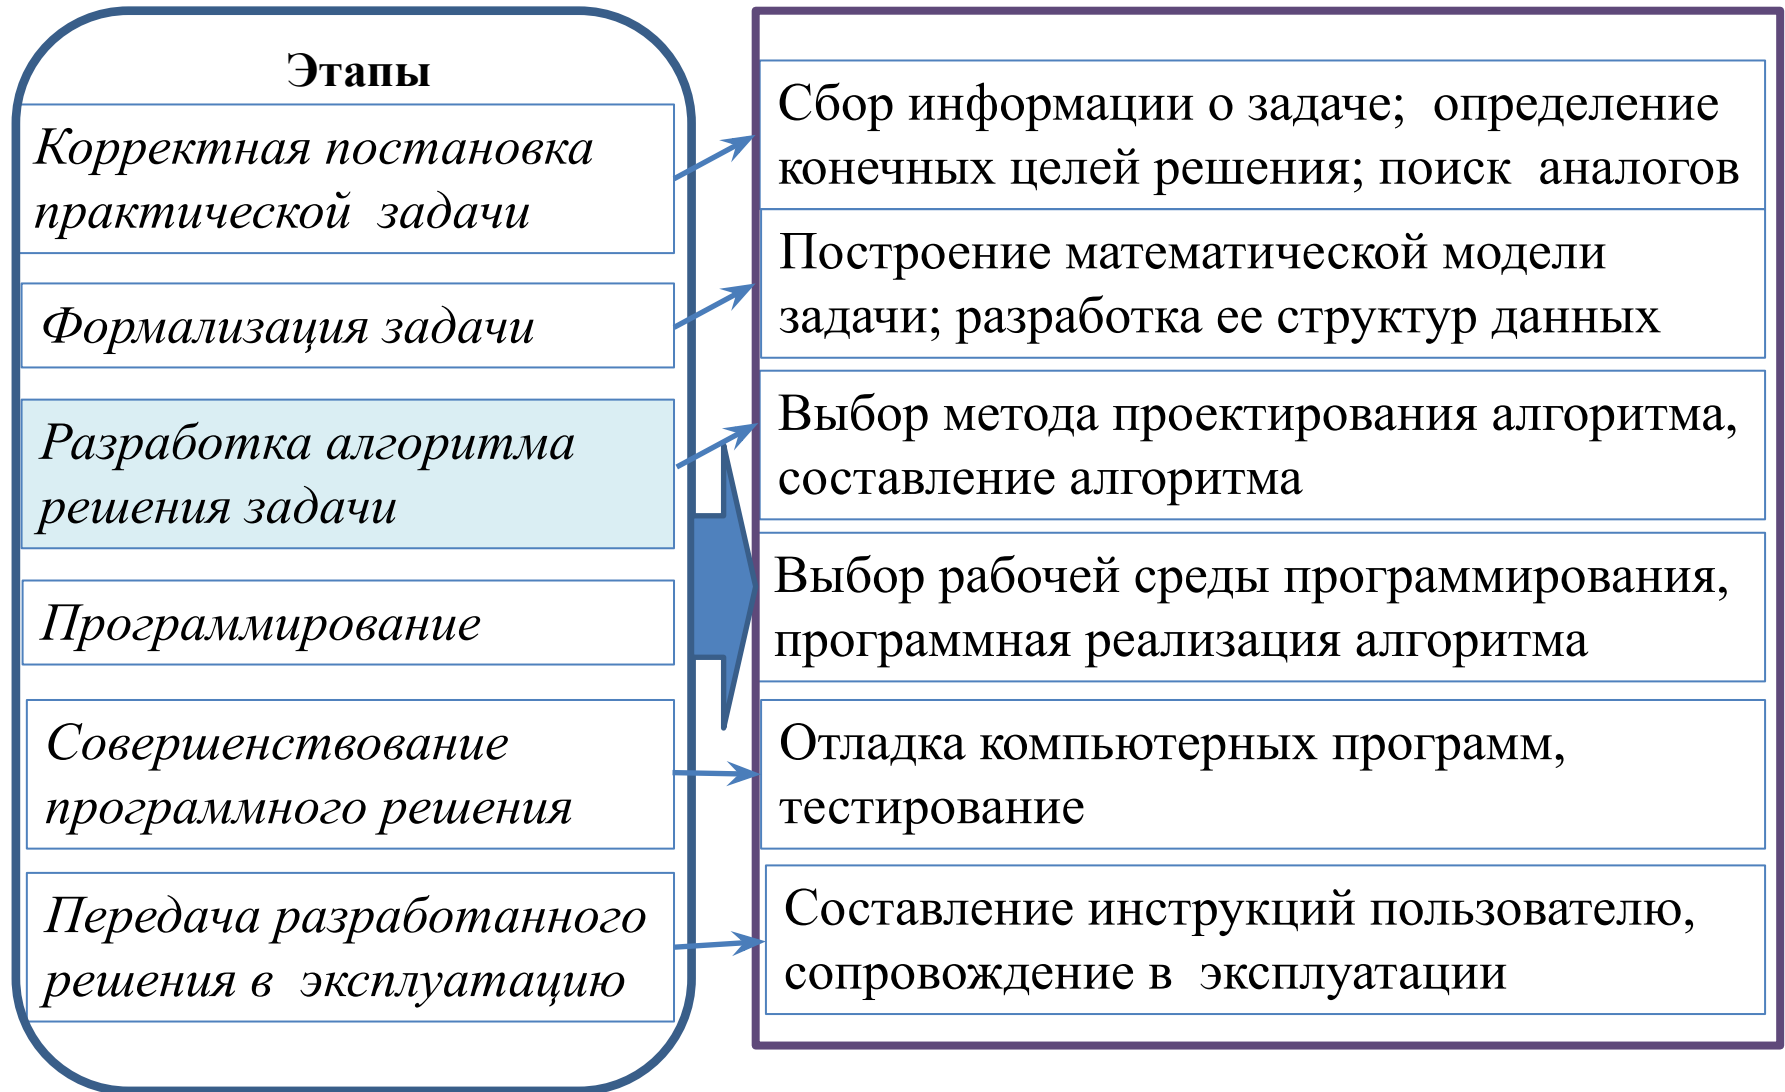 Этапы
Корректная постановка
практической задачи
Формализация задачи
Разработка алгоритма
решения задачи
Программирование
Совершенствование
программного решения
Передача разработанного
решения в эксплуатацию
Сбор информации о задаче; определение
конечных целей решения; поиск аналогов
Построение математической модели
задачи; разработка ее структур данных
Выбор метода проектирования алгоритма,
составление алгоритма
Выбор рабочей среды программирования,
программная реализация алгоритма
Отладка компьютерных программ,
тестирование
Составление инструкций пользователю,
сопровождение в эксплуатации